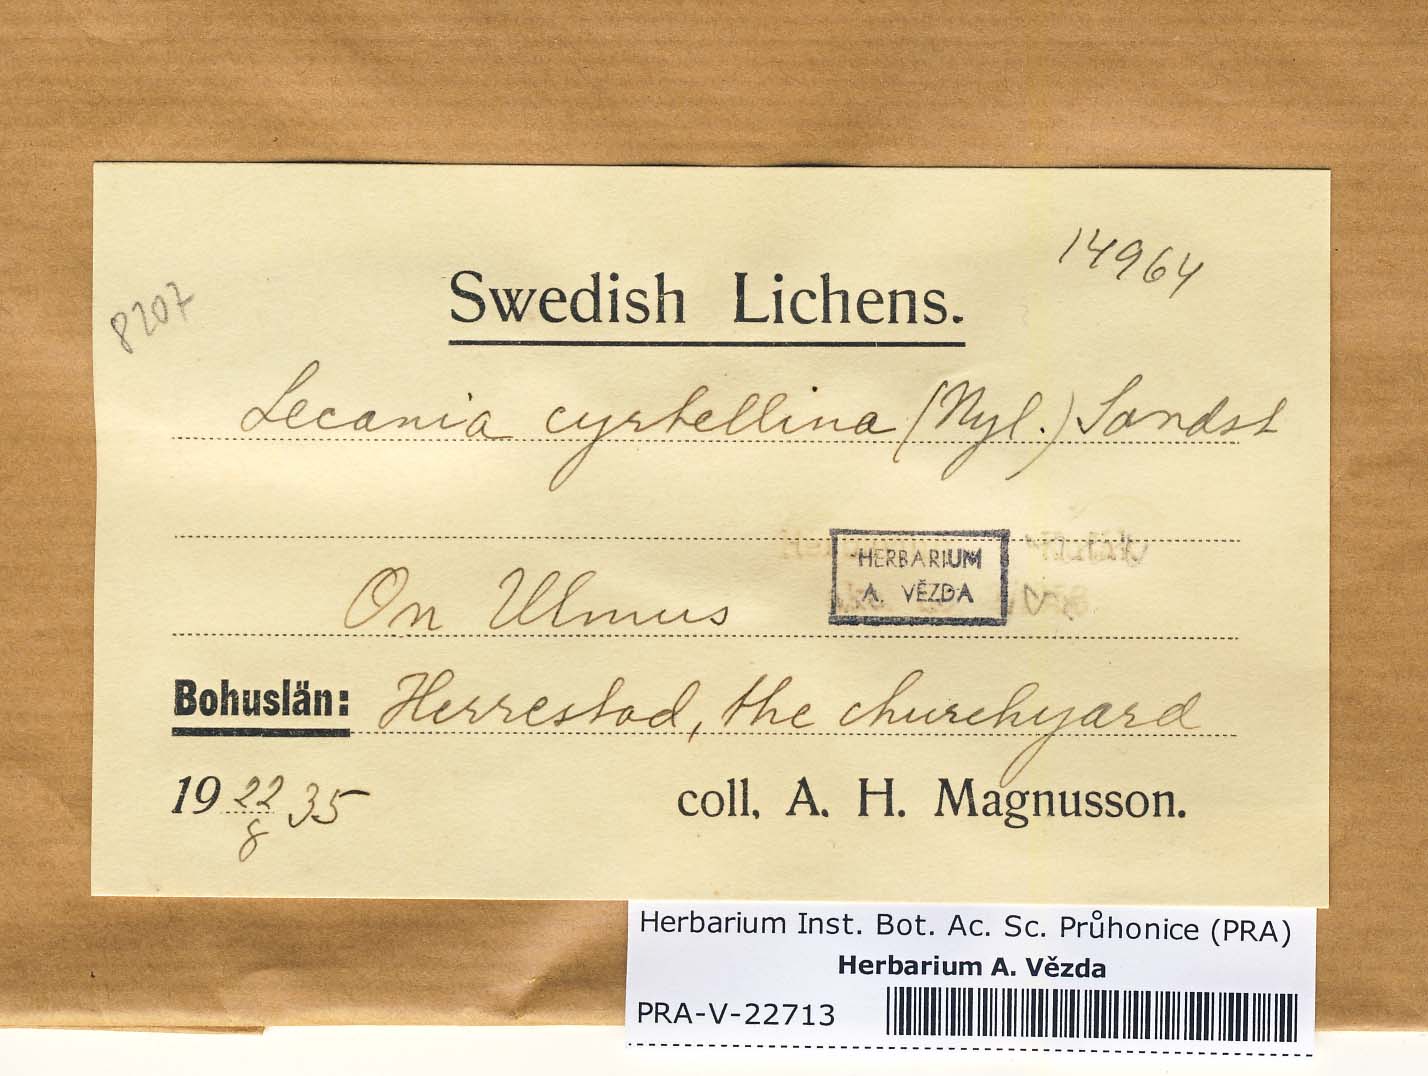 14964
8207
Swedish Lichens.
Lecania cyrtellina (Nyl.) Sandst
HERBARIUM
A. VĚZDA
On Ulmus
Bohuslän: Herrestad, the churchyard
19 22/8 35 coll. A. H. Magnusson.
Herbarium Inst. Bot. Ac. Sc. Průhonice (PRA)
Herbarium A. Vězda
PRA-V-22713